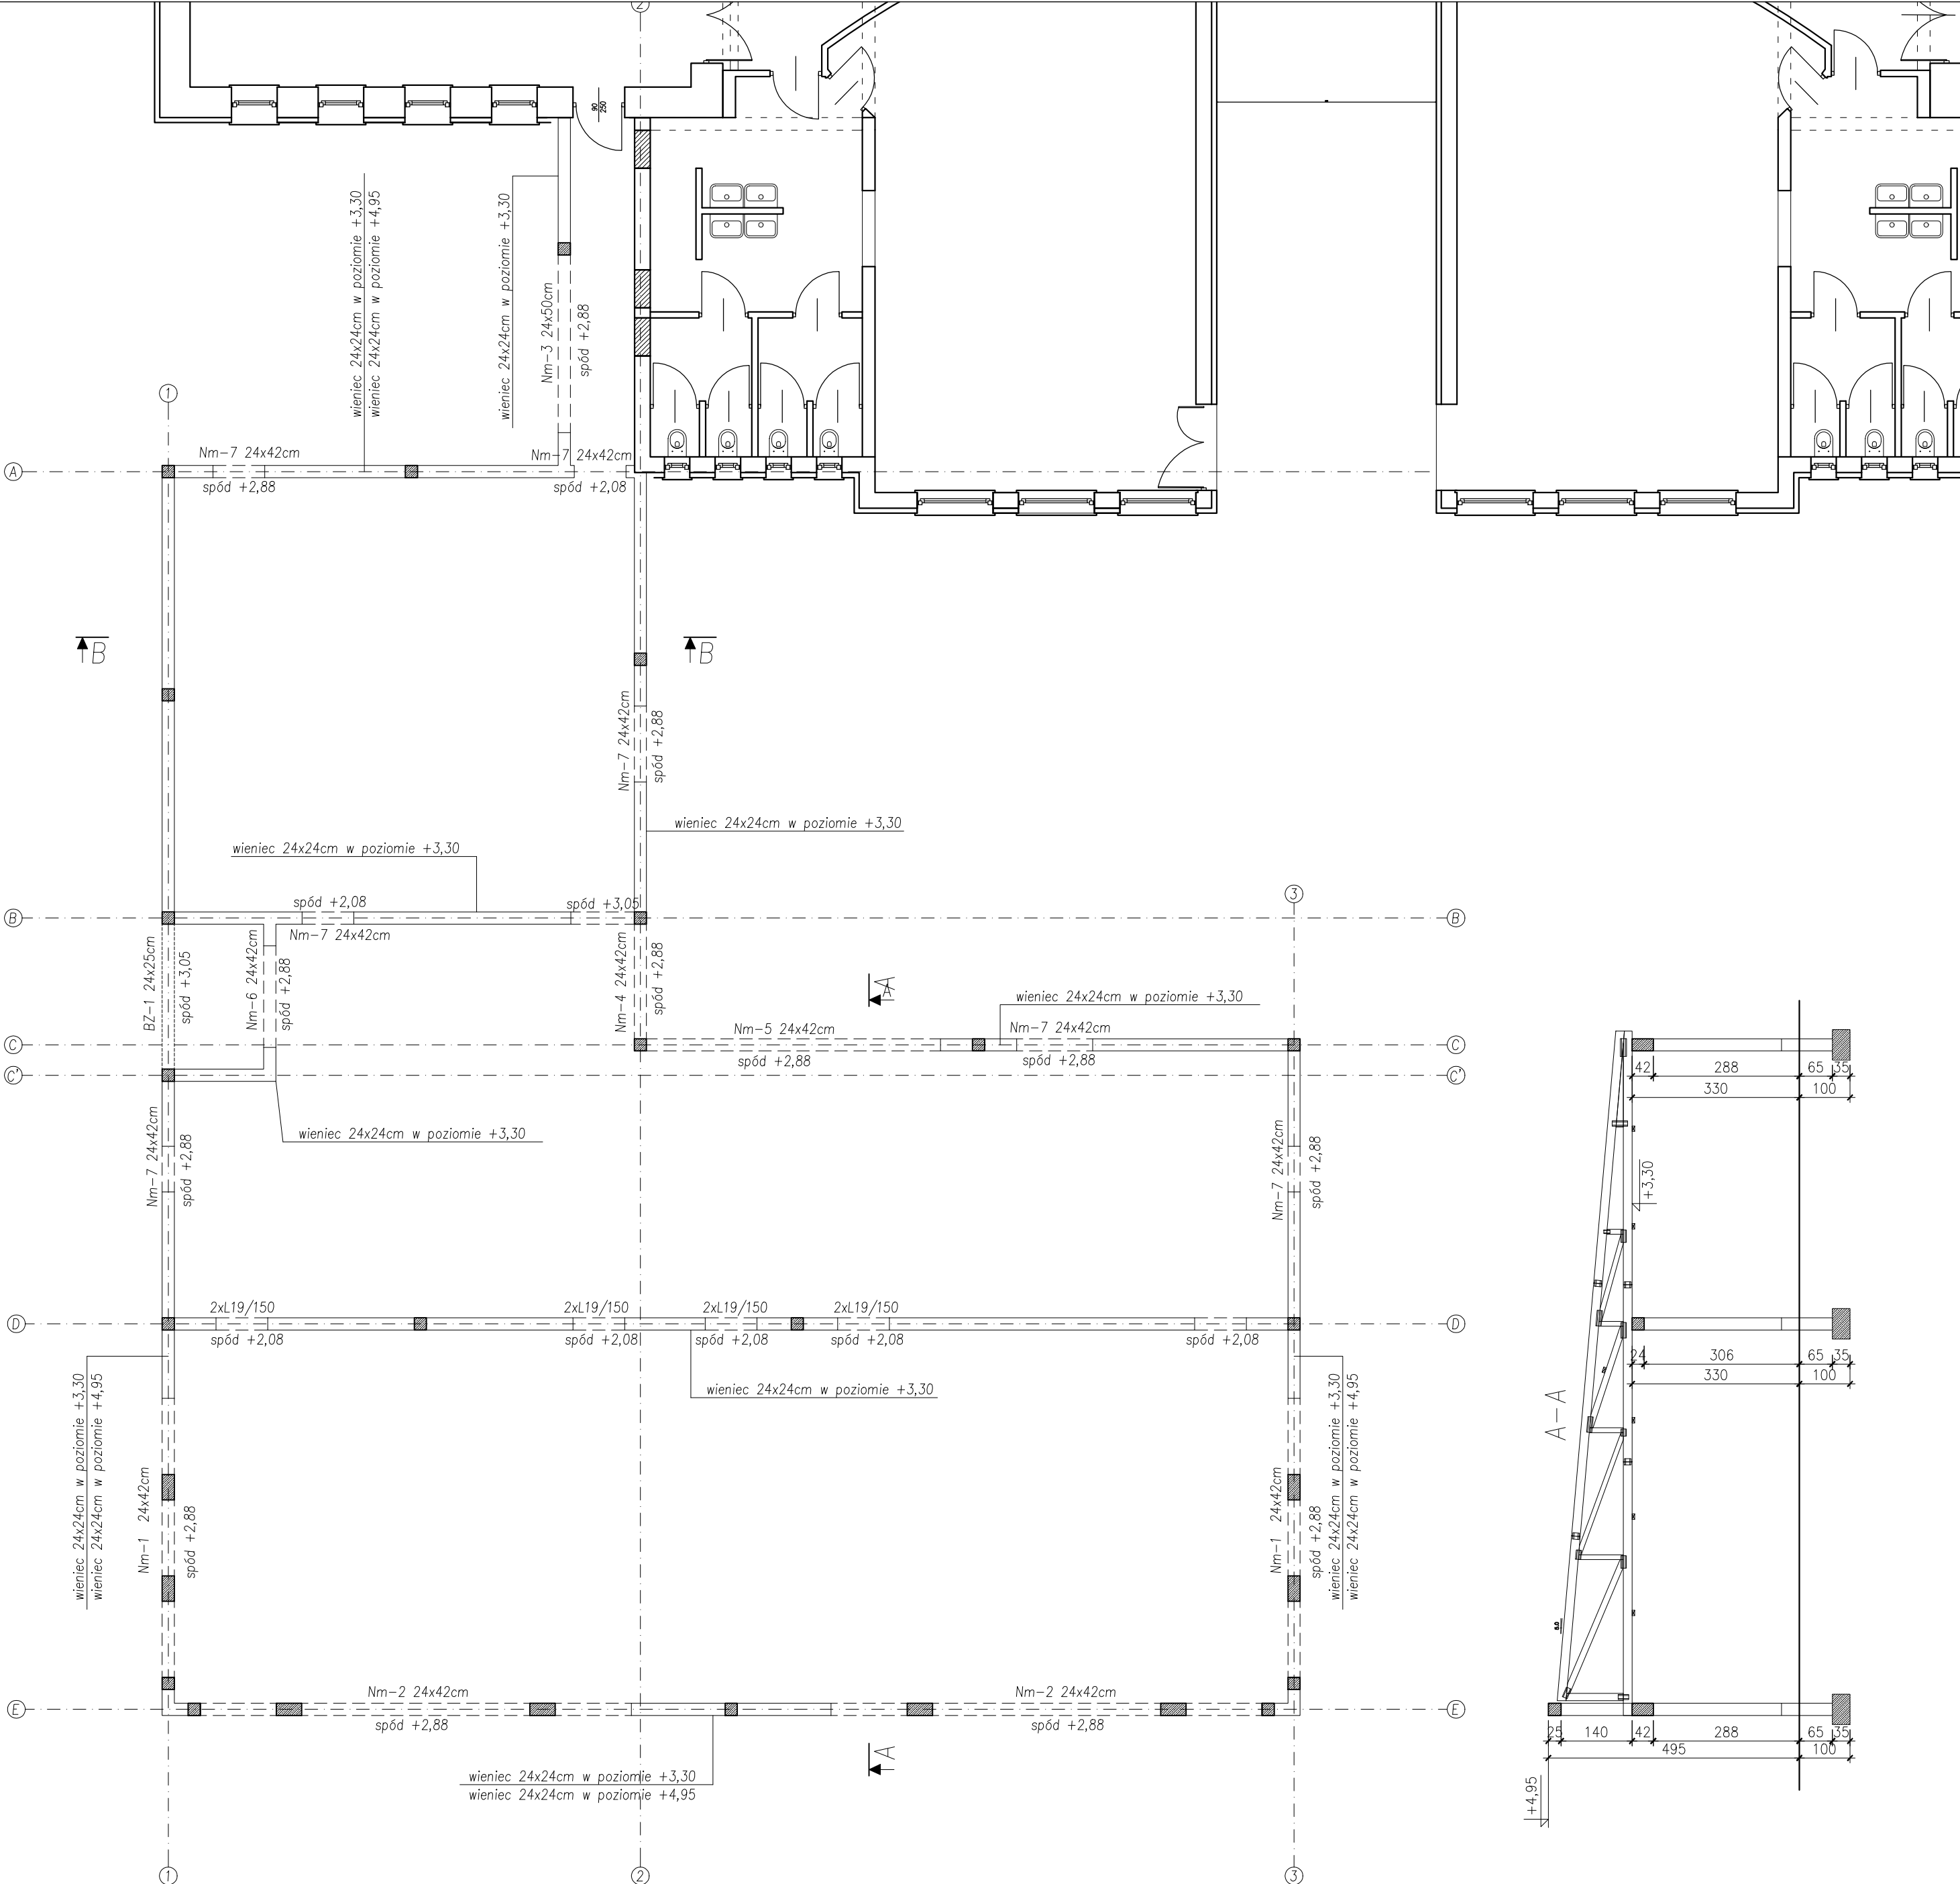 2
90
250
wieniec 24x24cm w poziomie +3,30
wieniec 24x24cm w poziomie +4,95
wieniec 24x24cm w poziomie +3,30
Nm-3 24x50cm
spód +2,88
1
A
Nm-7 24x42cm
spód +2,88
Nm-7 24x42cm
spód +2,08
B
B
Nm-7 24x42cm
spód +2,88
wieniec 24x24cm w poziomie +3,30
wieniec 24x24cm w poziomie +3,30
B
spód +2,08
spód +3,05
Nm-7 24x42cm
3
B
BZ-1 24x25cm
spód +3,05
Nm-6 24x42cm
spód +2,88
Nm-4 24x42cm
spód +2,88
A
A
wieniec 24x24cm w poziomie +3,30
C
Nm-5 24x42cm
spód +2,88
Nm-7 24x42cm
spód +2,88
C
C'
C'
wieniec 24x24cm w poziomie +3,30
Nm-7 24x42cm
spód +2,88
Nm-7 24x42cm
spód +2,88
D
2xL19/150
spód +2,08
2xL19/150
spód +2,08
2xL19/150
spód +2,08
2xL19/150
spód +2,08
spód +2,08
D
wieniec 24x24cm w poziomie +3,30
wieniec 24x24cm w poziomie +3,30
wieniec 24x24cm w poziomie +4,95
Nm-1 24x42cm
spód +2,88
Nm-1 24x42cm
spód +2,88
wieniec 24x24cm w poziomie +3,30
wieniec 24x24cm w poziomie +4,95
E
Nm-2 24x42cm
spód +2,88
Nm-2 24x42cm
spód +2,88
E
A
wieniec 24x24cm w poziomie +3,30
wieniec 24x24cm w poziomie +4,95
1
2
3
42 288 65 35
330 100
+3,30
24 306 65 35
330 100
A-A
25 140 42 288 65 35
495 100
+4,95